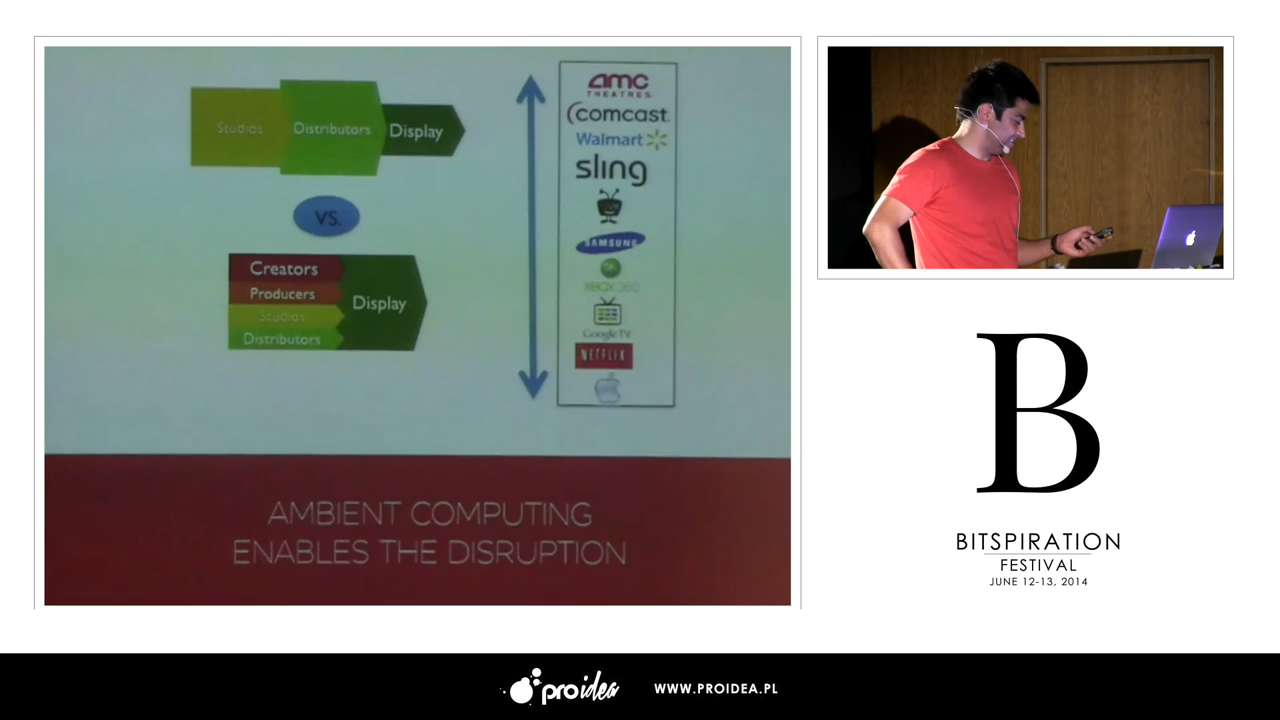 Studios
Distributors
Display
VS.
Creators
Producers
Studios
Distributors
Display
amc
THEATRES
comcast.
Walmart
sling
SAMSUNG
XBOX 360
Google TV
NETFLIX
AMBIENT COMPUTING
ENABLES THE DISRUPTION
B
BITSPIRATION
FESTIVAL
JUNE 12-13, 2014
proidea
WWW.PROIDEA.PL